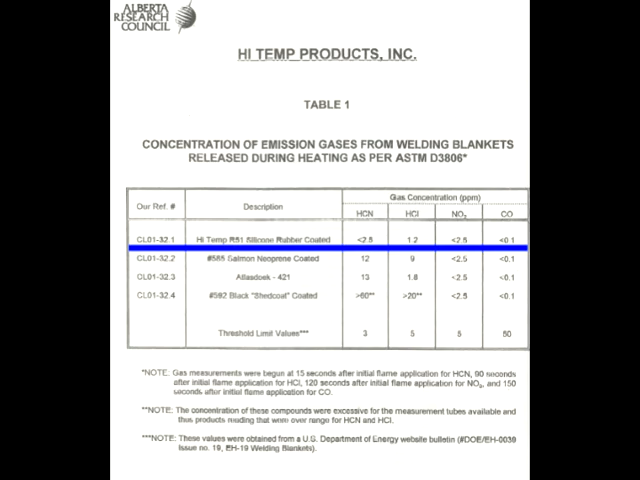 ALBERTA
RESEARCH
COUNCIL
HI TEMP PRODUCTS, INC.
TABLE 1
CONCENTRATION OF EMISSION GASES FROM WELDING BLANKETS
RELEASED DURING HEATING AS PER ASTM D3806*
Our Ref. # Description Gas Concentration (ppm)
HCN HCl NO₂ CO
CL01-32.1 Hi Temp R51 Silicone Rubber Coated <2.5 1.2 <2.5 <0.1
CL01-32.2 #585 Salmon Neoprene Coated 12 9 <2.5 <0.1
CL01-32.3 - 421 13 1.8 <2.5 <0.1
CL01-32.4 #592 Black "Shedcoat" Coated >60** >20** <2.5 <0.1
Threshold Limit Values*** 3 5 5 50
*NOTE: Gas measurements were begun at 15 seconds after initial flame application for HCN, 90 seconds
after initial flame application for HCl, 120 seconds after initial flame application for NO₂, and 150
seconds after initial flame application for CO.
**NOTE: The concentration of these compounds were excessive for the measurement tubes available and
thus products reading that were over range for HCN and HCl.
***NOTE: These values were obtained from a U.S. Department of Energy website bulletin (#DOE/EH-0039
Issue no. 19, EH-19 Welding Blankets).